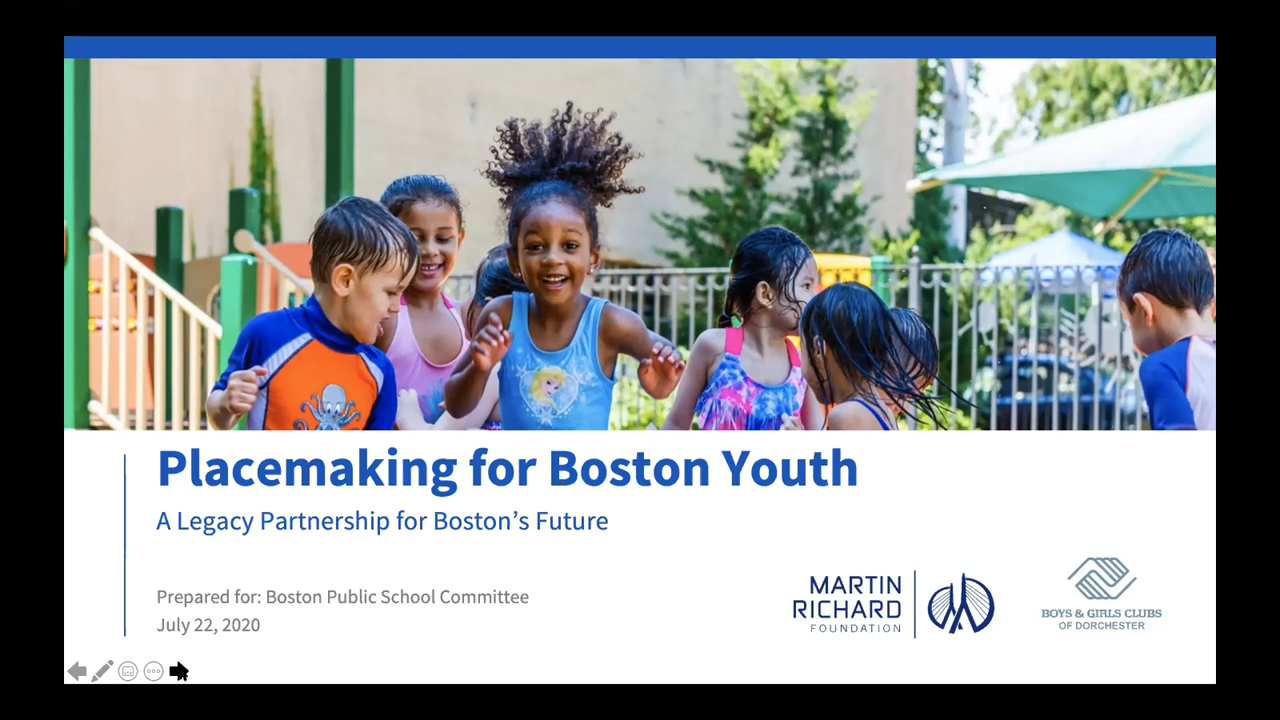 Placemaking for Boston Youth
A Legacy Partnership for Boston’s Future
Prepared for: Boston Public School Committee
July 22, 2020
MARTIN
RICHARD
FOUNDATION
BOYS & GIRLS CLUBS
OF DORCHESTER